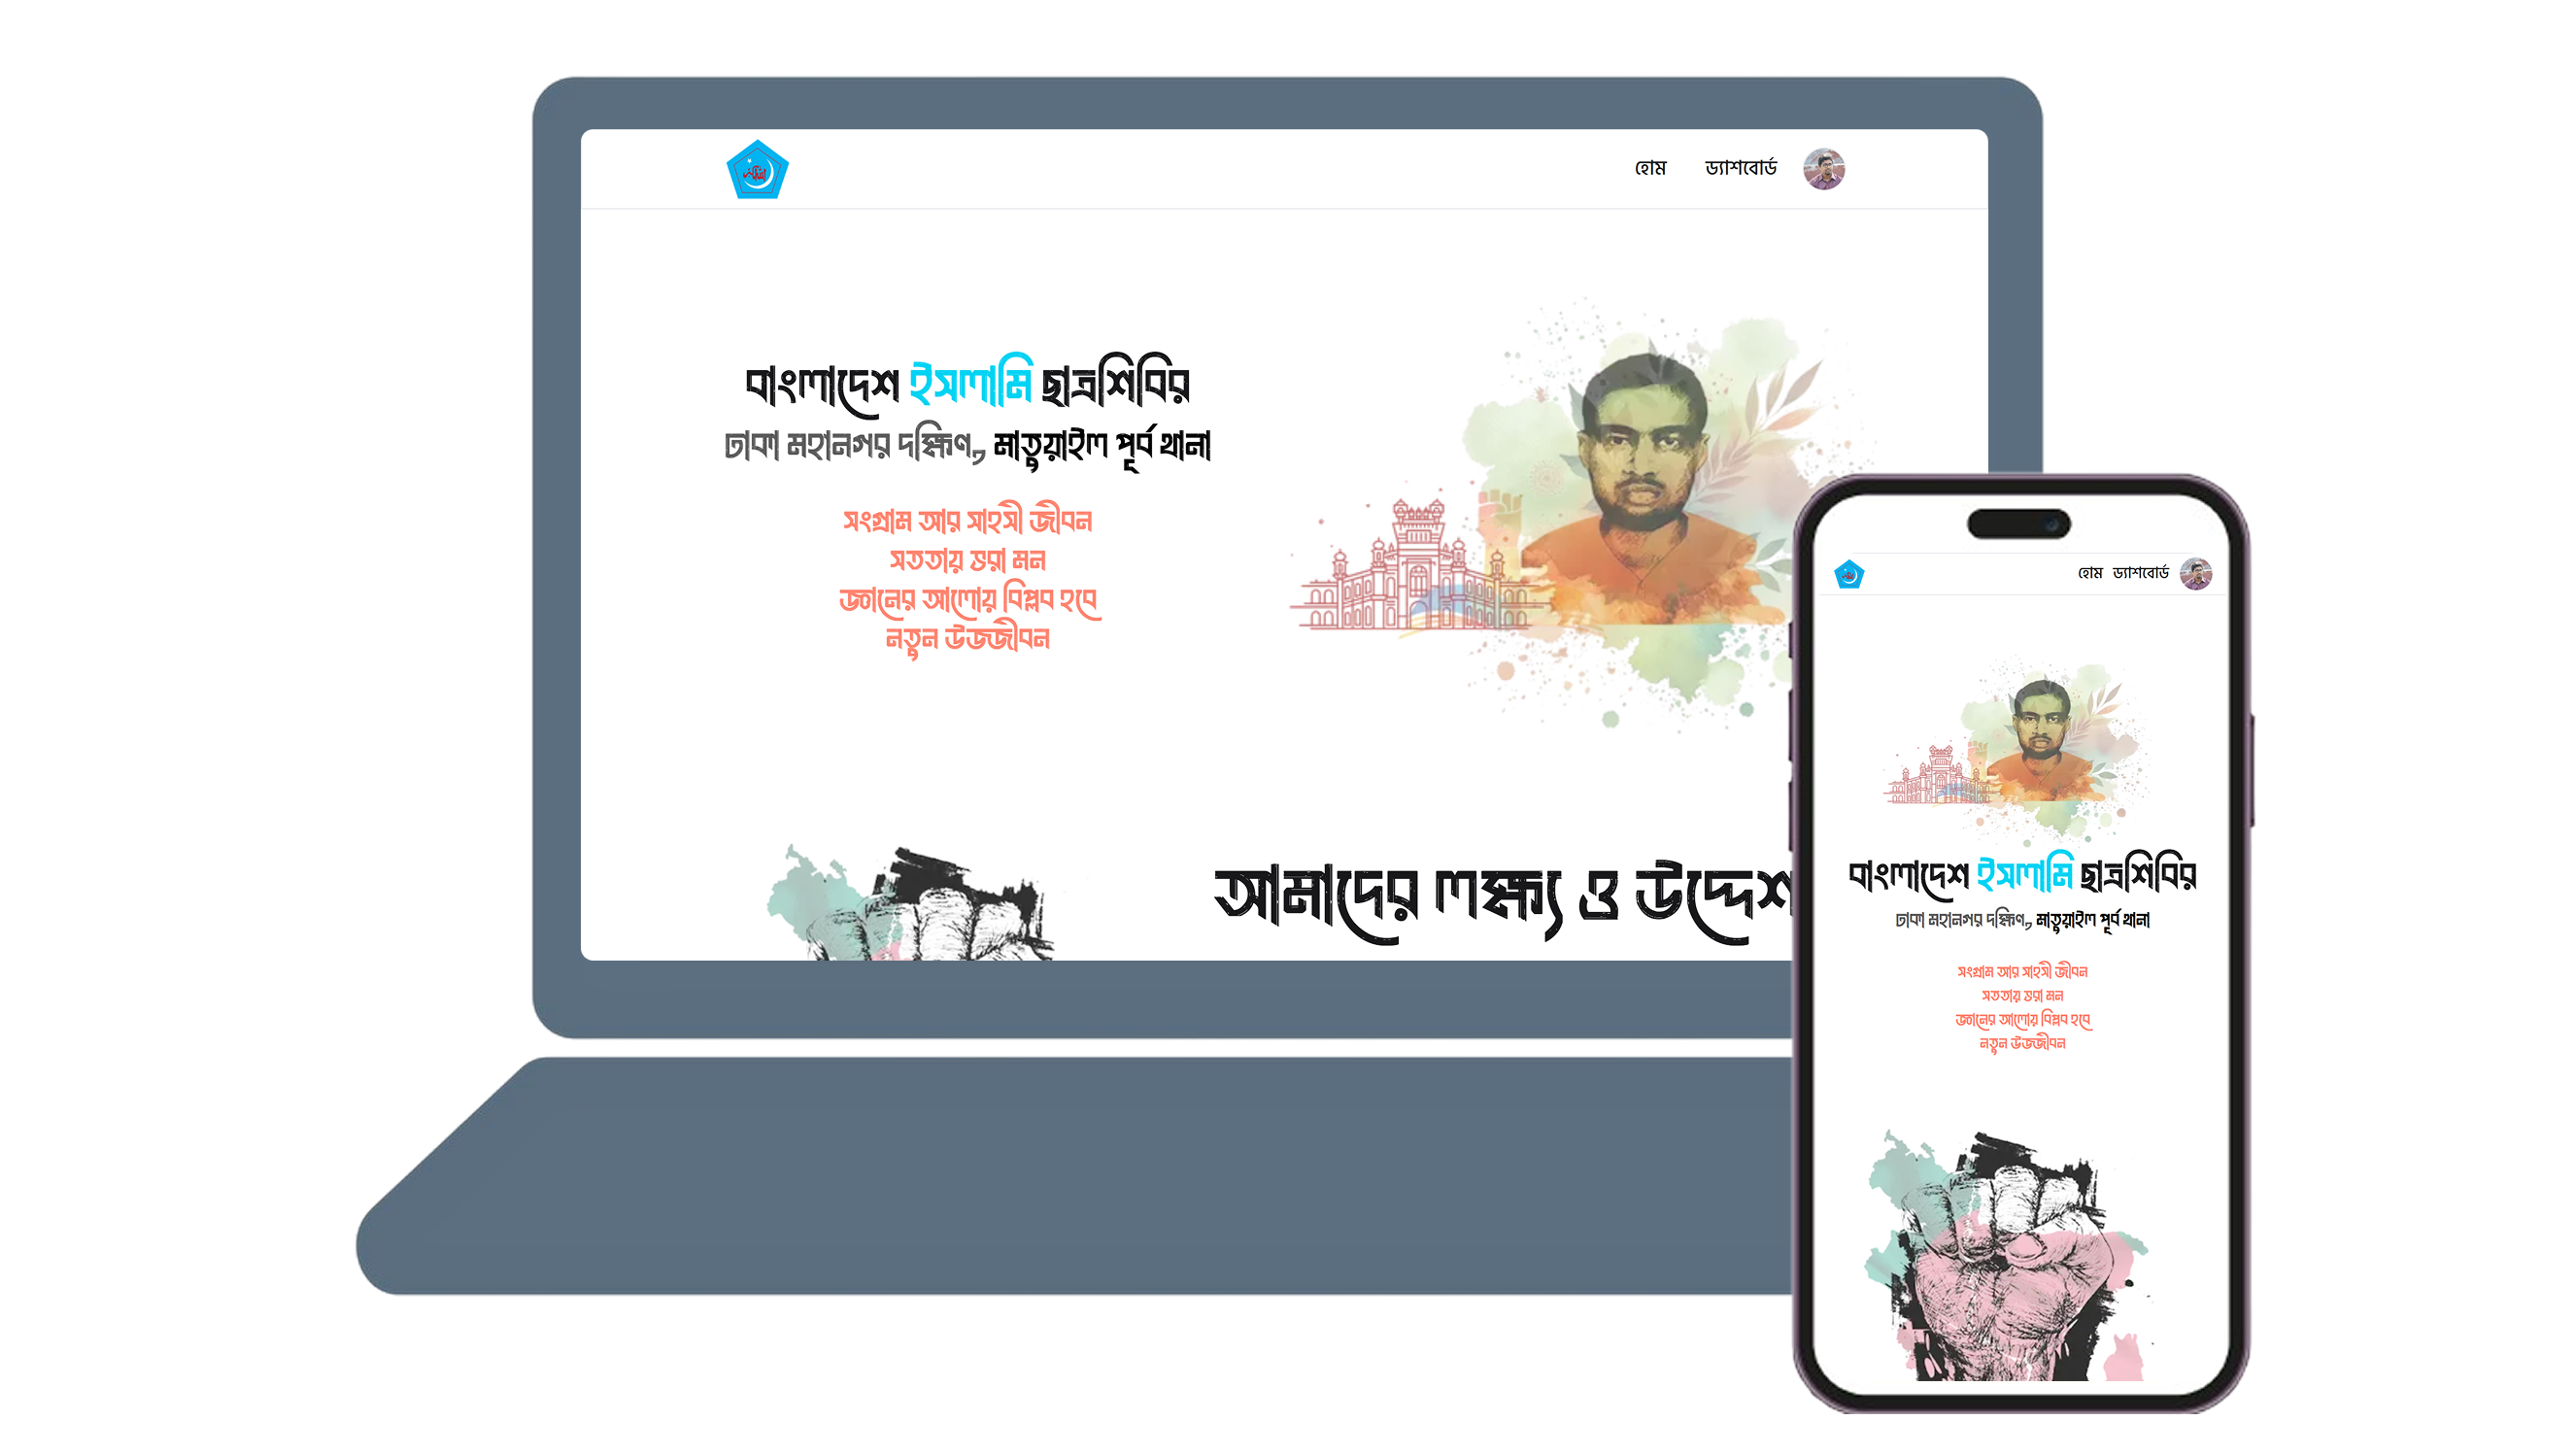 হোম ড্যাশবোর্ড
বাংলাদেশ ইসলামি ছাত্রশিবির
ঢাকা মহানগর দক্ষিণ, মাতুয়াইল পূর্ব থানা
সংগ্রাম আর সাহসী জীবন
সততায় ভরা মন
জ্ঞানের আলোয় বিপ্লব হবে
নতুন উজ্জীবন
আমাদের লক্ষ্য ও
হোম ড্যাশবোর্ড
বাংলাদেশ ইসলামি ছাত্রশিবির
ঢাকা মহানগর দক্ষিণ, মাতুয়াইল পূর্ব থানা
সংগ্রাম আর সাহসী জীবন
সততায় ভরা মন
জ্ঞানের আলোয় বিপ্লব হবে
নতুন উজ্জীবন